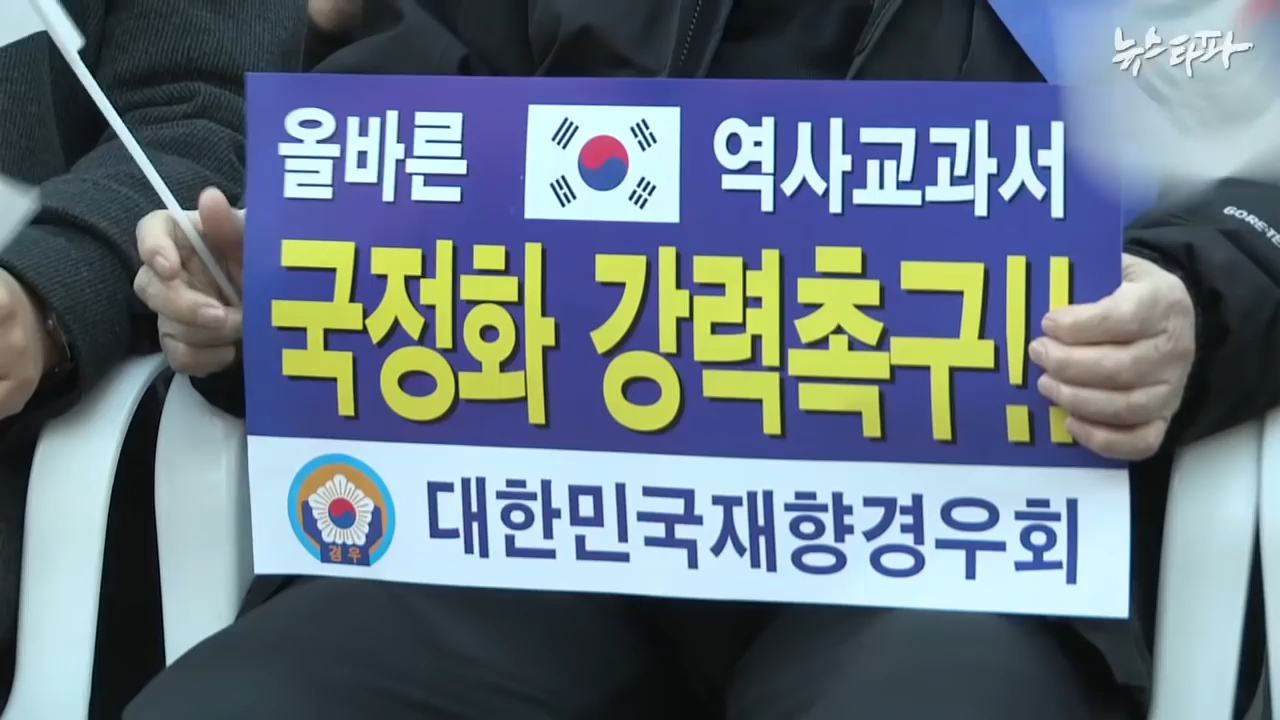 뉴스타파
올바른 역사교과서
국정화 강력촉구!!
경우
대한민국재향경우회